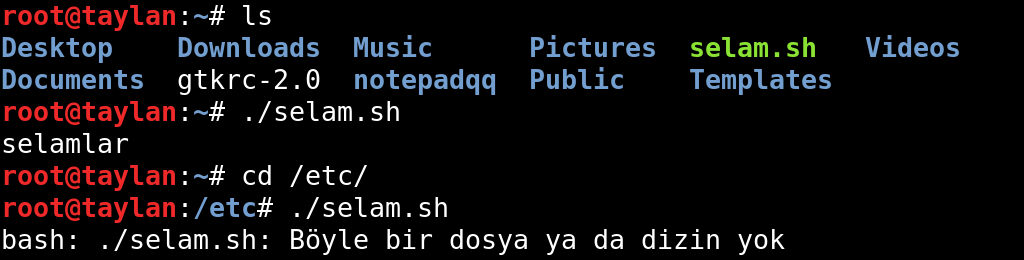 root@taylan:~# ls
Desktop    Downloads  Music      Pictures  selam.sh   Videos
Documents  gtkrc-2.0  notepadqq  Public    Templates
root@taylan:~# ./selam.sh
selamlar
root@taylan:~# cd /etc/
root@taylan:/etc# ./selam.sh
bash: ./selam.sh: Böyle bir dosya ya da dizin yok